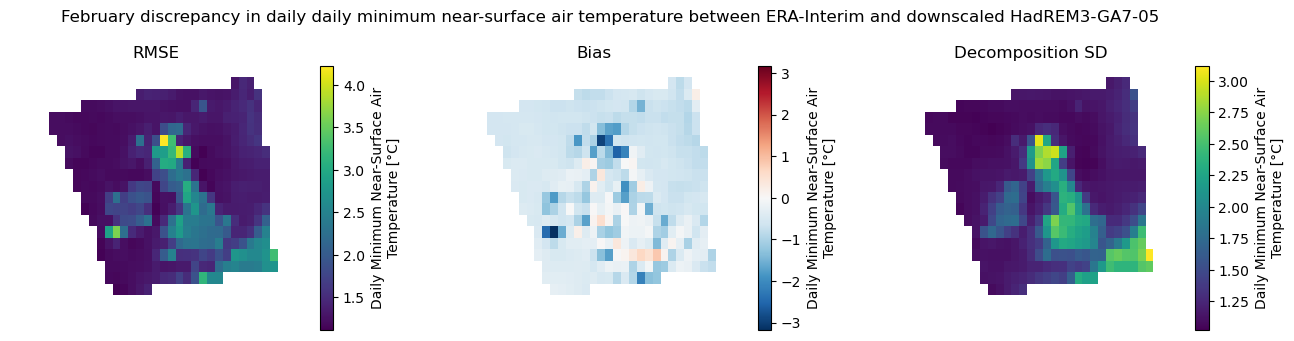 February discrepancy in daily daily minimum near-surface air temperature between ERA-Interim and downscaled HadREM3-GA7-05
RMSE
4.0
3.5
3.0
2.5
2.0
1.5
Daily Minimum Near-Surface Air
Temperature [°C]
Bias
3
2
1
0
−1
−2
−3
Daily Minimum Near-Surface Air
Temperature [°C]
Decomposition SD
3.00
2.75
2.50
2.25
2.00
1.75
1.50
1.25
Daily Minimum Near-Surface Air
Temperature [°C]